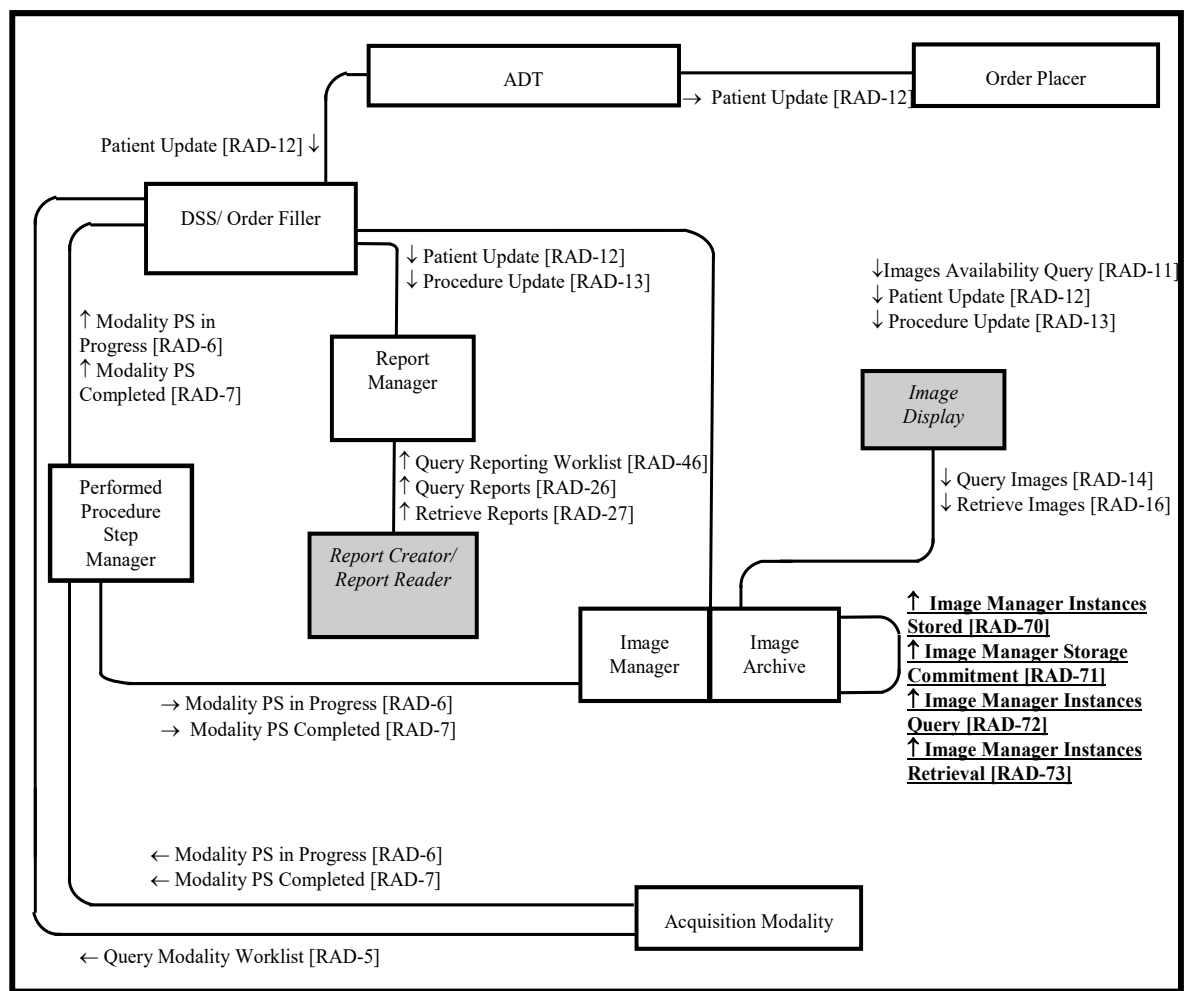 ADT
Order Placer
→ Patient Update [RAD-12]
Patient Update [RAD-12] ↓
DSS/ Order Filler
↓ Patient Update [RAD-12]
↓ Procedure Update [RAD-13]
↓Images Availability Query [RAD-11]
↓ Patient Update [RAD-12]
↓ Procedure Update [RAD-13]
↑ Modality PS in
Progress [RAD-6]
↑ Modality PS
Completed [RAD-7]
Report
Manager
Image
Display
↑ Query Reporting Worklist [RAD-46]
↑ Query Reports [RAD-26]
↑ Retrieve Reports [RAD-27]
↓ Query Images [RAD-14]
↓ Retrieve Images [RAD-16]
Performed
Procedure
Step
Manager
Report Creator/
Report Reader
Image
Manager
Image
Archive
↑ Image Manager Instances
Stored [RAD-70]
↑ Image Manager Storage
Commitment [RAD-71]
↑ Image Manager Instances
Query [RAD-72]
↑ Image Manager Instances
Retrieval [RAD-73]
→ Modality PS in Progress [RAD-6]
→ Modality PS Completed [RAD-7]
← Modality PS in Progress [RAD-6]
← Modality PS Completed [RAD-7]
Acquisition Modality
← Query Modality Worklist [RAD-5]